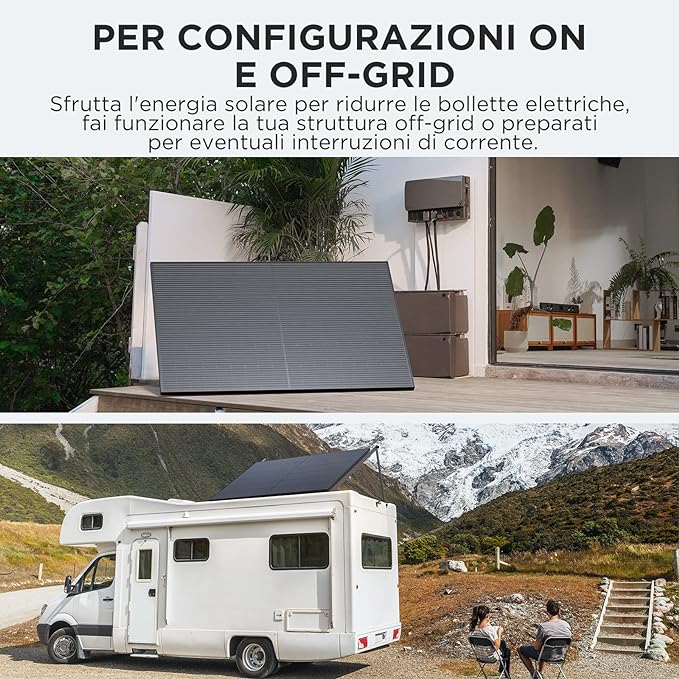 PER CONFIGURAZIONI ON
E OFF-GRID
Sfrutta l'energia solare per ridurre le bollette elettriche,
fai funzionare la tua struttura off-grid o preparati
per eventuali interruzioni di corrente.